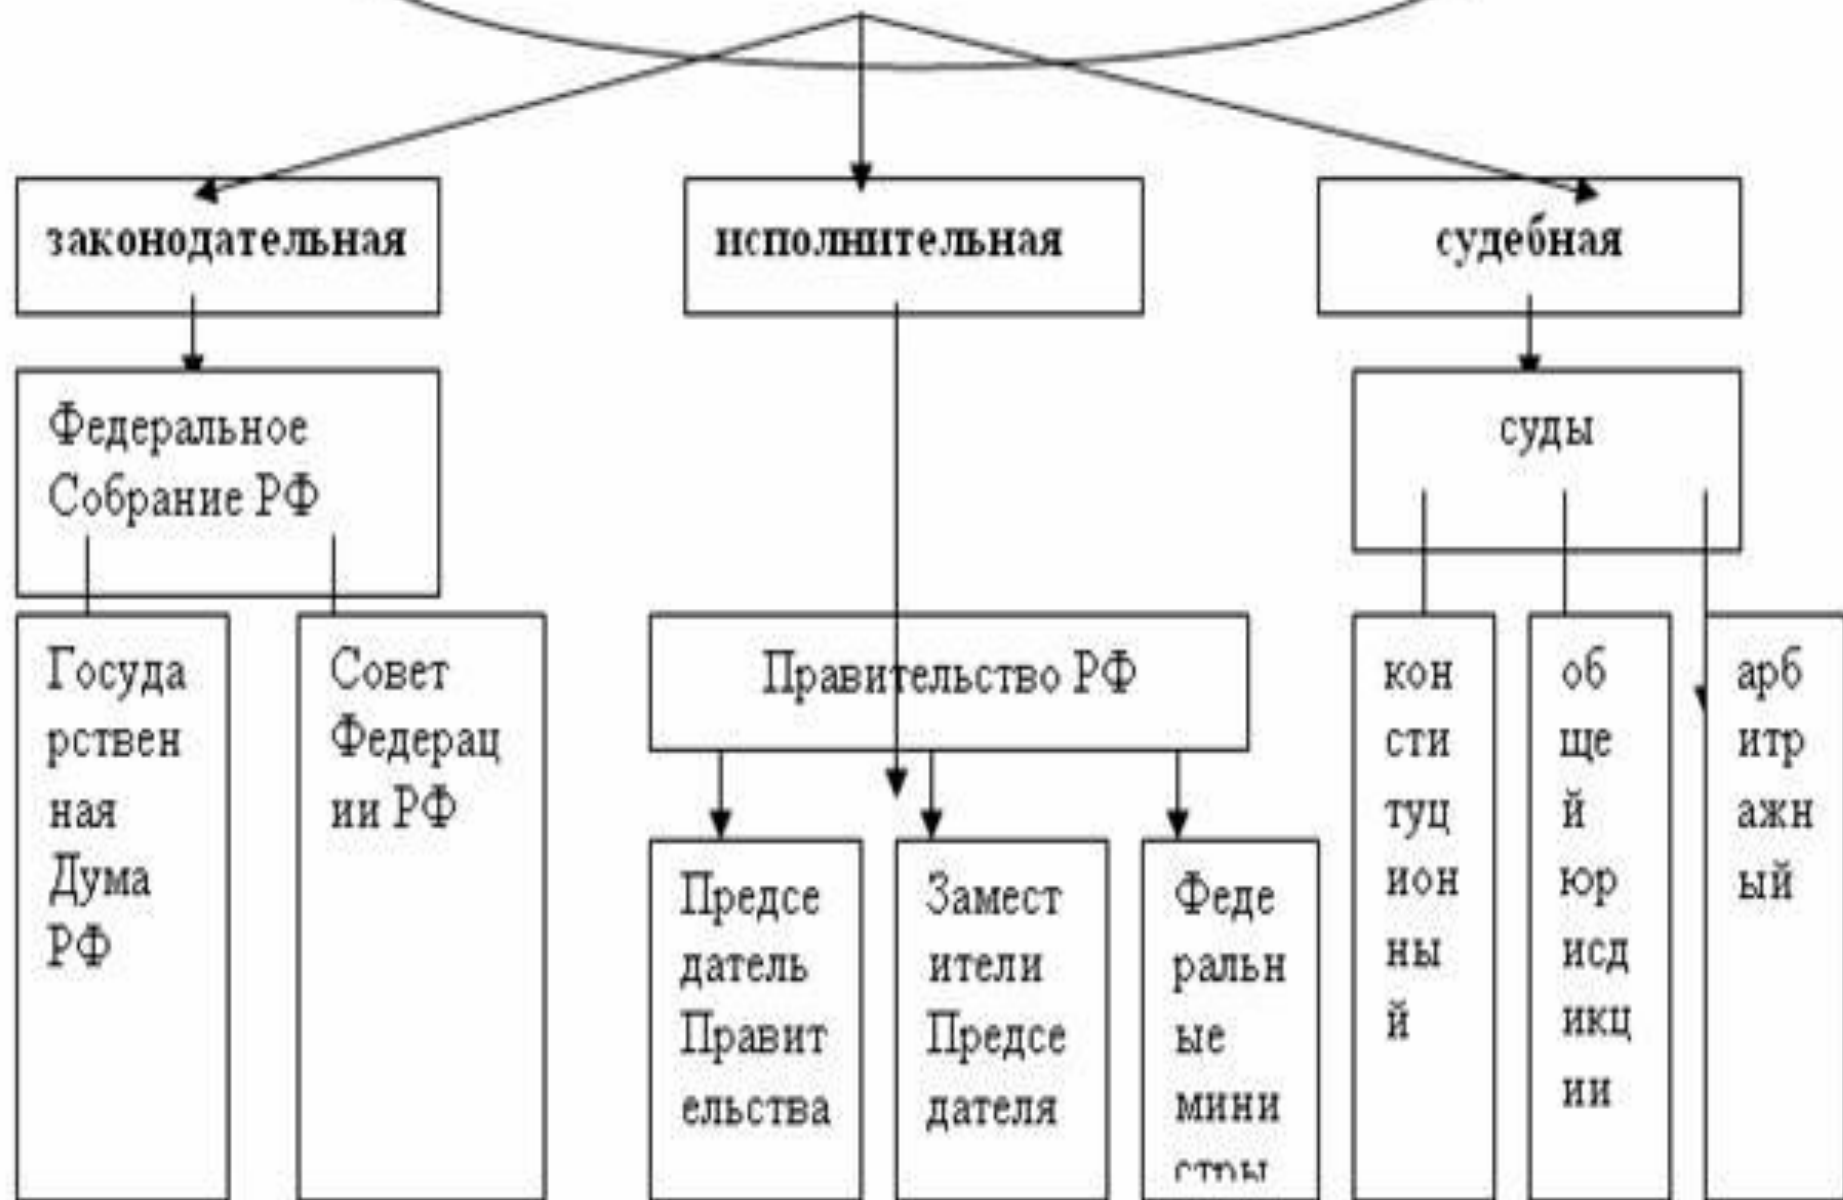 законодательная
исполнительная
судебная
Федеральное
Собрание РФ
суды
Госуда
рствен
ная
Дума
РФ
Совет
Федерац
ии РФ
Правительство РФ
Предсе
датель
Правит
ельства
Замест
ители
Предсе
дателя
Феде
ральн
ые
мини
стры
кон
сти
туц
ион
ны
й
об
ще
й
юр
исд
икц
ии
арб
итр
ажн
ый